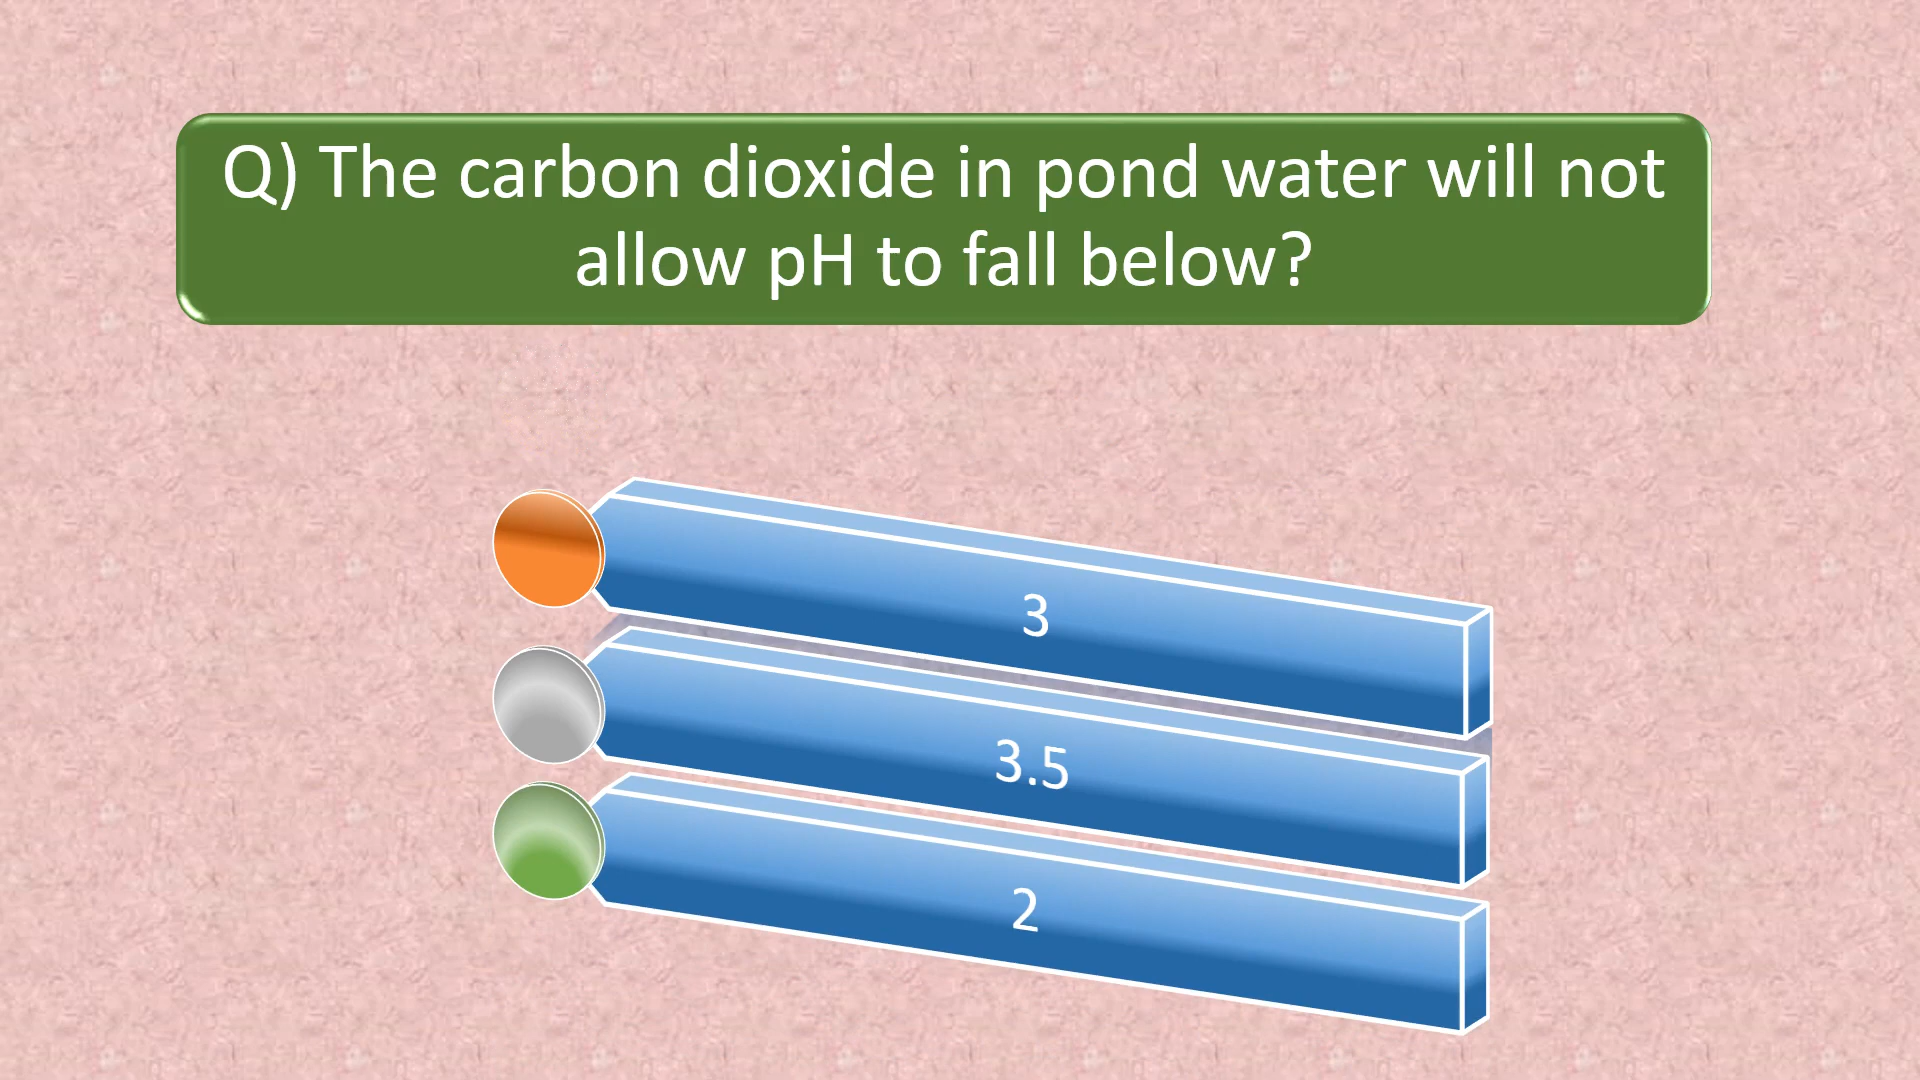 Q) The carbon dioxide in pond water will not
allow pH to fall below?
3
3.5
2